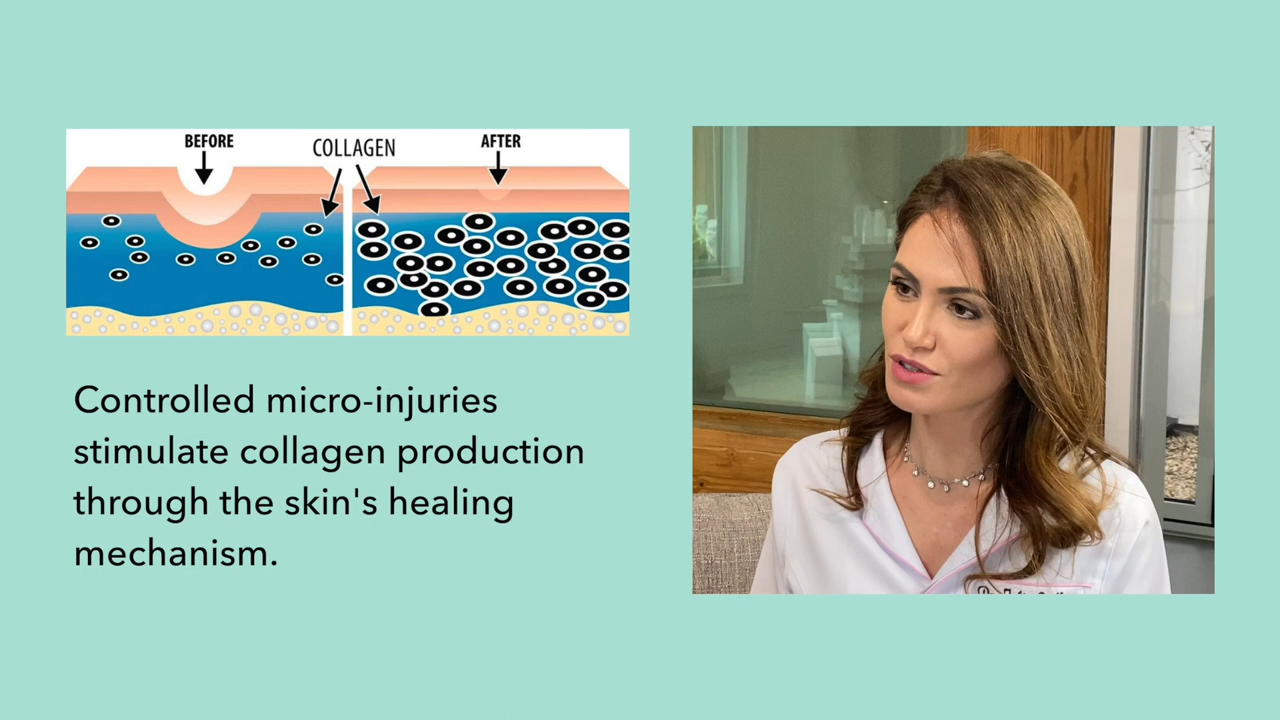 BEFORE
COLLAGEN
AFTER
Controlled micro-injuries
stimulate collagen production
through the skin's healing
mechanism.